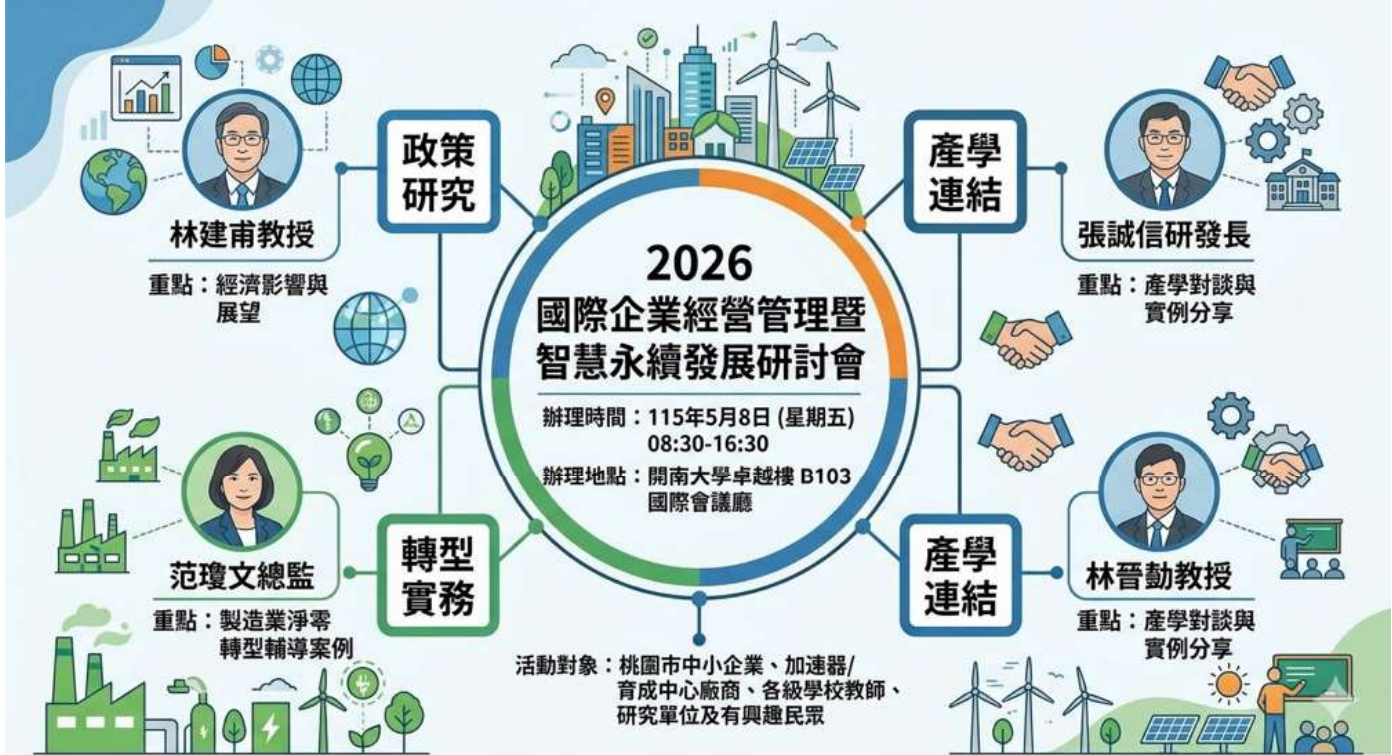 政策
研究
林建甫教授
重點：經濟影響與
展望
產學
連結
張誠信研發長
重點：產學對談與
實例分享
2026
國際企業經營管理暨
智慧永續發展研討會
辦理時間：115年5月8日 (星期五)
08:30-16:30
辦理地點：開南大學卓越樓 B103
國際會議廳
轉型
實務
范瓊文總監
重點：製造業淨零
轉型輔導案例
產學
連結
林晉勛教授
重點：產學對談與
實例分享
活動對象：桃園市中小企業、加速器/
育成中心廠商、各級學校教師、
研究單位及有興趣民眾